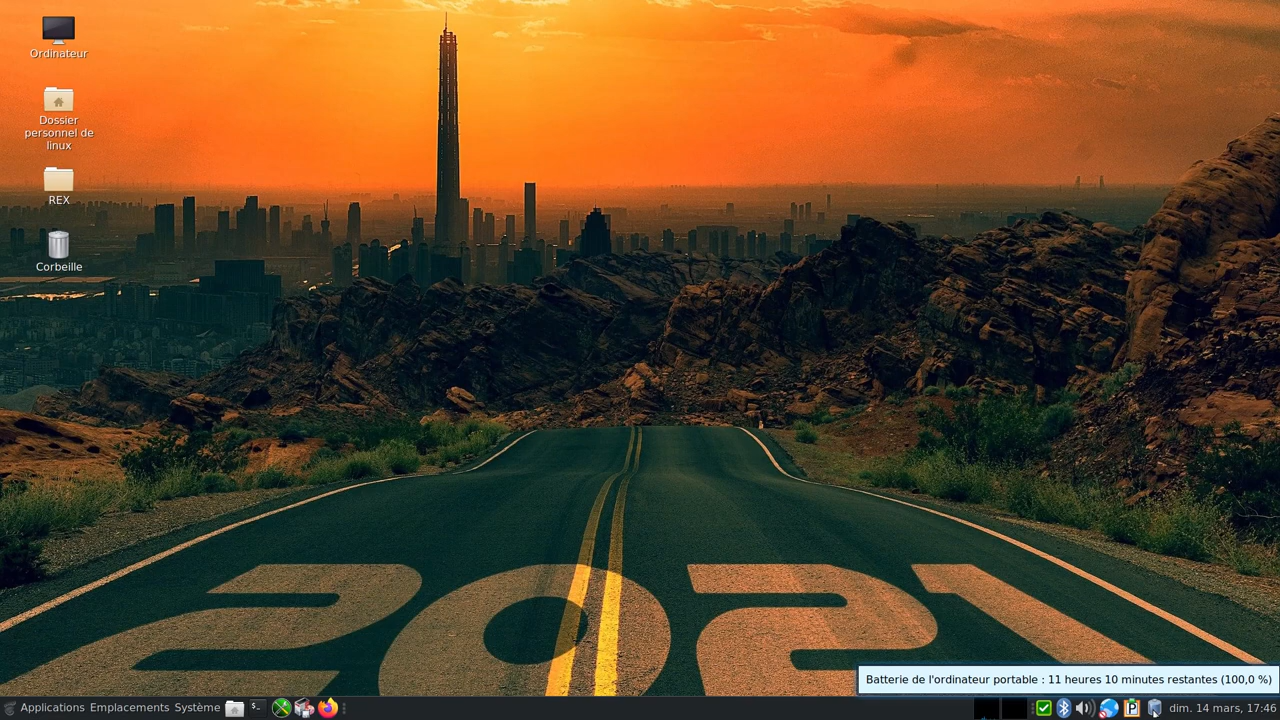 Ordinateur
Dossier
personnel de
linux
REX
Corbeille
2021
Batterie de l'ordinateur portable : 11 heures 10 minutes restantes (100,0 %)
Applications Emplacements Système
dim. 14 mars, 17:46